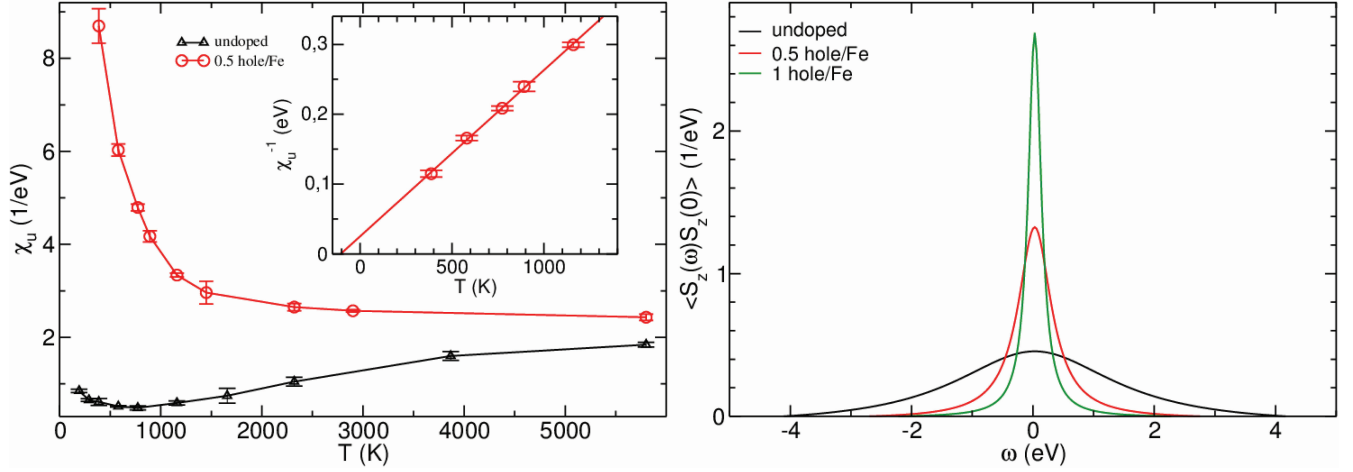 χu (1/eV)
8
6
4
2
0
1000
2000
3000
4000
5000
T (K)
undoped
0.5 hole/Fe
χu-1 (eV)
0,3
0,2
0,1
0
0
500
1000
T (K)
<Sz(ω)Sz(0)> (1/eV)
2
1
0
-4
-2
0
2
4
ω (eV)
undoped
0.5 hole/Fe
1 hole/Fe